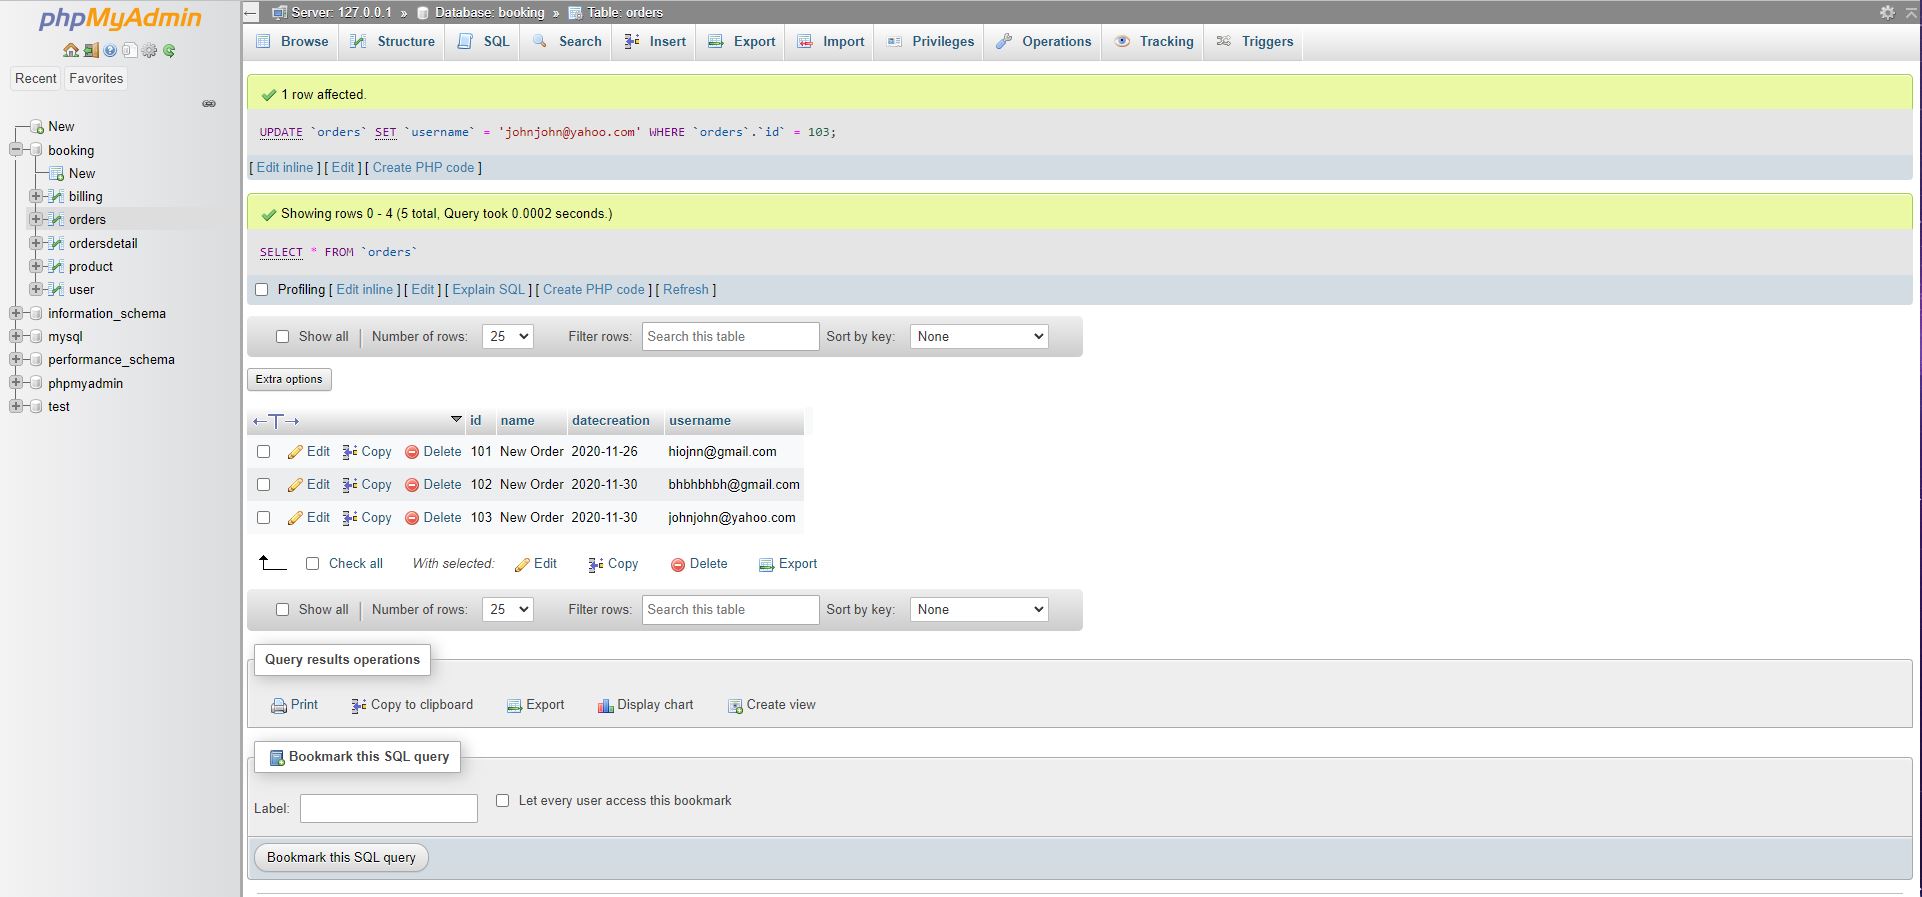 phpMyAdmin
Recent Favorites
New
booking
New
billing
orders
ordersdetail
product
user
information_schema
mysql
performance_schema
phpmyadmin
test
Server: 127.0.0.1 » Database: booking » Table: orders
Browse Structure SQL Search Insert Export Import Privileges Operations Tracking Triggers
1 row affected.
UPDATE `orders` SET `username` = 'johnjohn@yahoo.com' WHERE `orders`.`id` = 103;
[ Edit inline ] [ Edit ] [ Create PHP code ]
Showing rows 0 - 4 (5 total, Query took 0.0002 seconds.)
SELECT * FROM `orders`
Profiling [ Edit inline ] [ Edit ] [ Explain SQL ] [ Create PHP code ] [ Refresh ]
Show all | Number of rows: 25 Filter rows: Search this table Sort by key: None
Extra options
←T→ id name datecreation username
Edit Copy Delete 101 New Order 2020-11-26 hiojnn@gmail.com
Edit Copy Delete 102 New Order 2020-11-30 bhbhbhbh@gmail.com
Edit Copy Delete 103 New Order 2020-11-30 johnjohn@yahoo.com
Check all With selected: Edit Copy Delete Export
Show all | Number of rows: 25 Filter rows: Search this table Sort by key: None
Query results operations
Print Copy to clipboard Export Display chart Create view
Bookmark this SQL query
Label: Let every user access this bookmark
Bookmark this SQL query